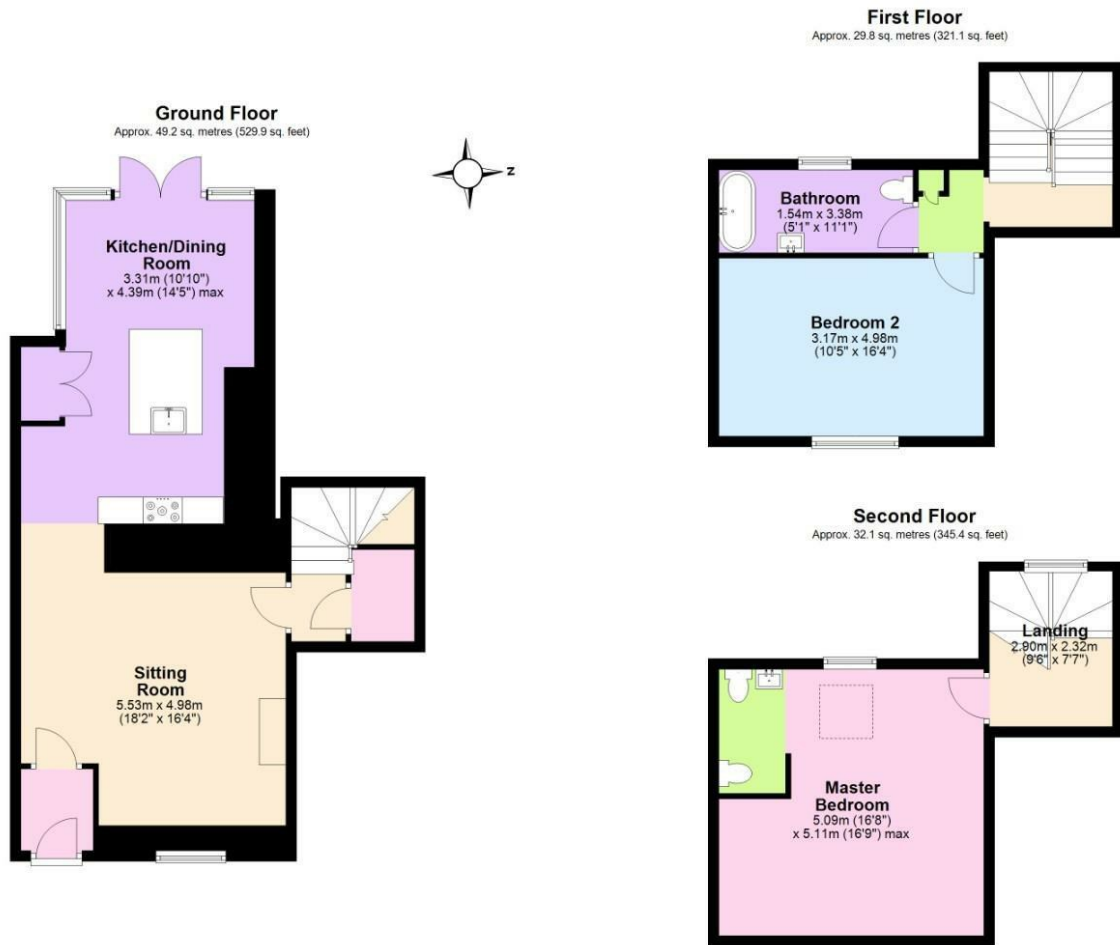 Ground Floor
Approx. 49.2 sq. metres (529.9 sq. feet)
Kitchen/Dining
Room
3.31m (10'10")
x 4.39m (14'5") max
Sitting
Room
5.53m x 4.98m
(18'2" x 16'4")
N
First Floor
Approx. 29.8 sq. metres (321.1 sq. feet)
Bathroom
1.54m x 3.38m
(5'1" x 11'1")
Bedroom 2
3.17m x 4.98m
(10'5" x 16'4")
Second Floor
Approx. 32.1 sq. metres (345.4 sq. feet)
Landing
2.90m x 2.32m
(9'6" x 7'7")
Master
Bedroom
5.09m (16'8")
x 5.11m (16'9") max